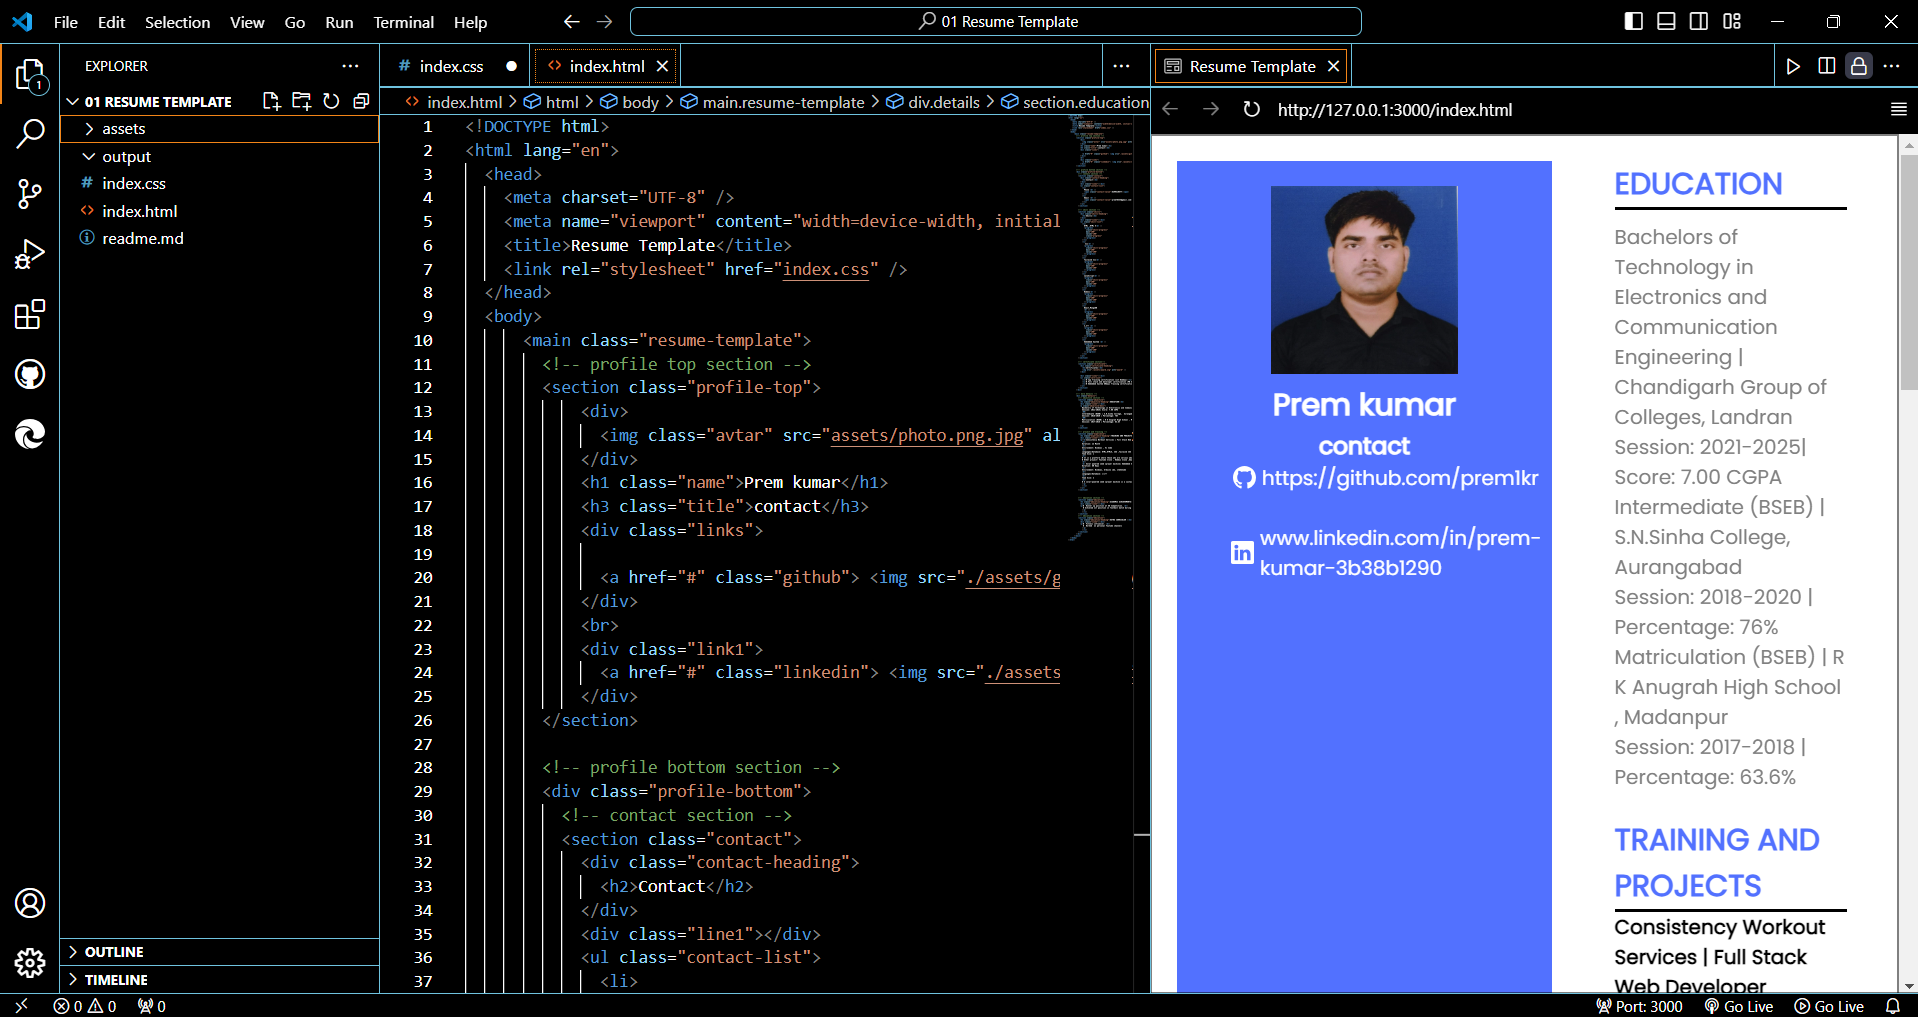 File Edit Selection View Go Run Terminal Help
01 Resume Template
EXPLORER
01 RESUME TEMPLATE
assets
output
# index.css
<> index.html
readme.md
OUTLINE
TIMELINE
# index.css
<> index.html
<> index.html > html > body > main.resume-template > div.details > section.education
1 <!DOCTYPE html>
2 <html lang="en">
3 <head>
4 <meta charset="UTF-8" />
5 <meta name="viewport" content="width=device-width, initial
6 <title>Resume Template</title>
7 <link rel="stylesheet" href="index.css" />
8 </head>
9 <body>
10 <main class="resume-template">
11 <!-- profile top section -->
12 <section class="profile-top">
13 <div>
14 <img class="avtar" src="assets/photo.png.jpg" al
15 </div>
16 <h1 class="name">Prem kumar</h1>
17 <h3 class="title">contact</h3>
18 <div class="links">
19
20 <a href="#" class="github"> <img src="./assets/g
21 </div>
22 <br>
23 <div class="link1">
24 <a href="#" class="linkedin"> <img src="./assets
25 </div>
26 </section>
27
28 <!-- profile bottom section -->
29 <div class="profile-bottom">
30 <!-- contact section -->
31 <section class="contact">
32 <div class="contact-heading">
33 <h2>Contact</h2>
34 </div>
35 <div class="line1"></div>
36 <ul class="contact-list">
37 <li>
Resume Template
http://127.0.0.1:3000/index.html
Prem kumar
contact
https://github.com/prem1kr
in www.linkedin.com/in/prem-
kumar-3b38b1290
EDUCATION
Bachelors of
Technology in
Electronics and
Communication
Engineering |
Chandigarh Group of
Colleges, Landran
Session: 2021-2025|
Score: 7.00 CGPA
Intermediate (BSEB) |
S.N.Sinha College,
Aurangabad
Session: 2018-2020 |
Percentage: 76%
Matriculation (BSEB) | R
K Anugrah High School
, Madanpur
Session: 2017-2018 |
Percentage: 63.6%
TRAINING AND
PROJECTS
Consistency Workout
Services | Full Stack
Web Developer
1
0 0 0
Port: 3000 Go Live Go Live